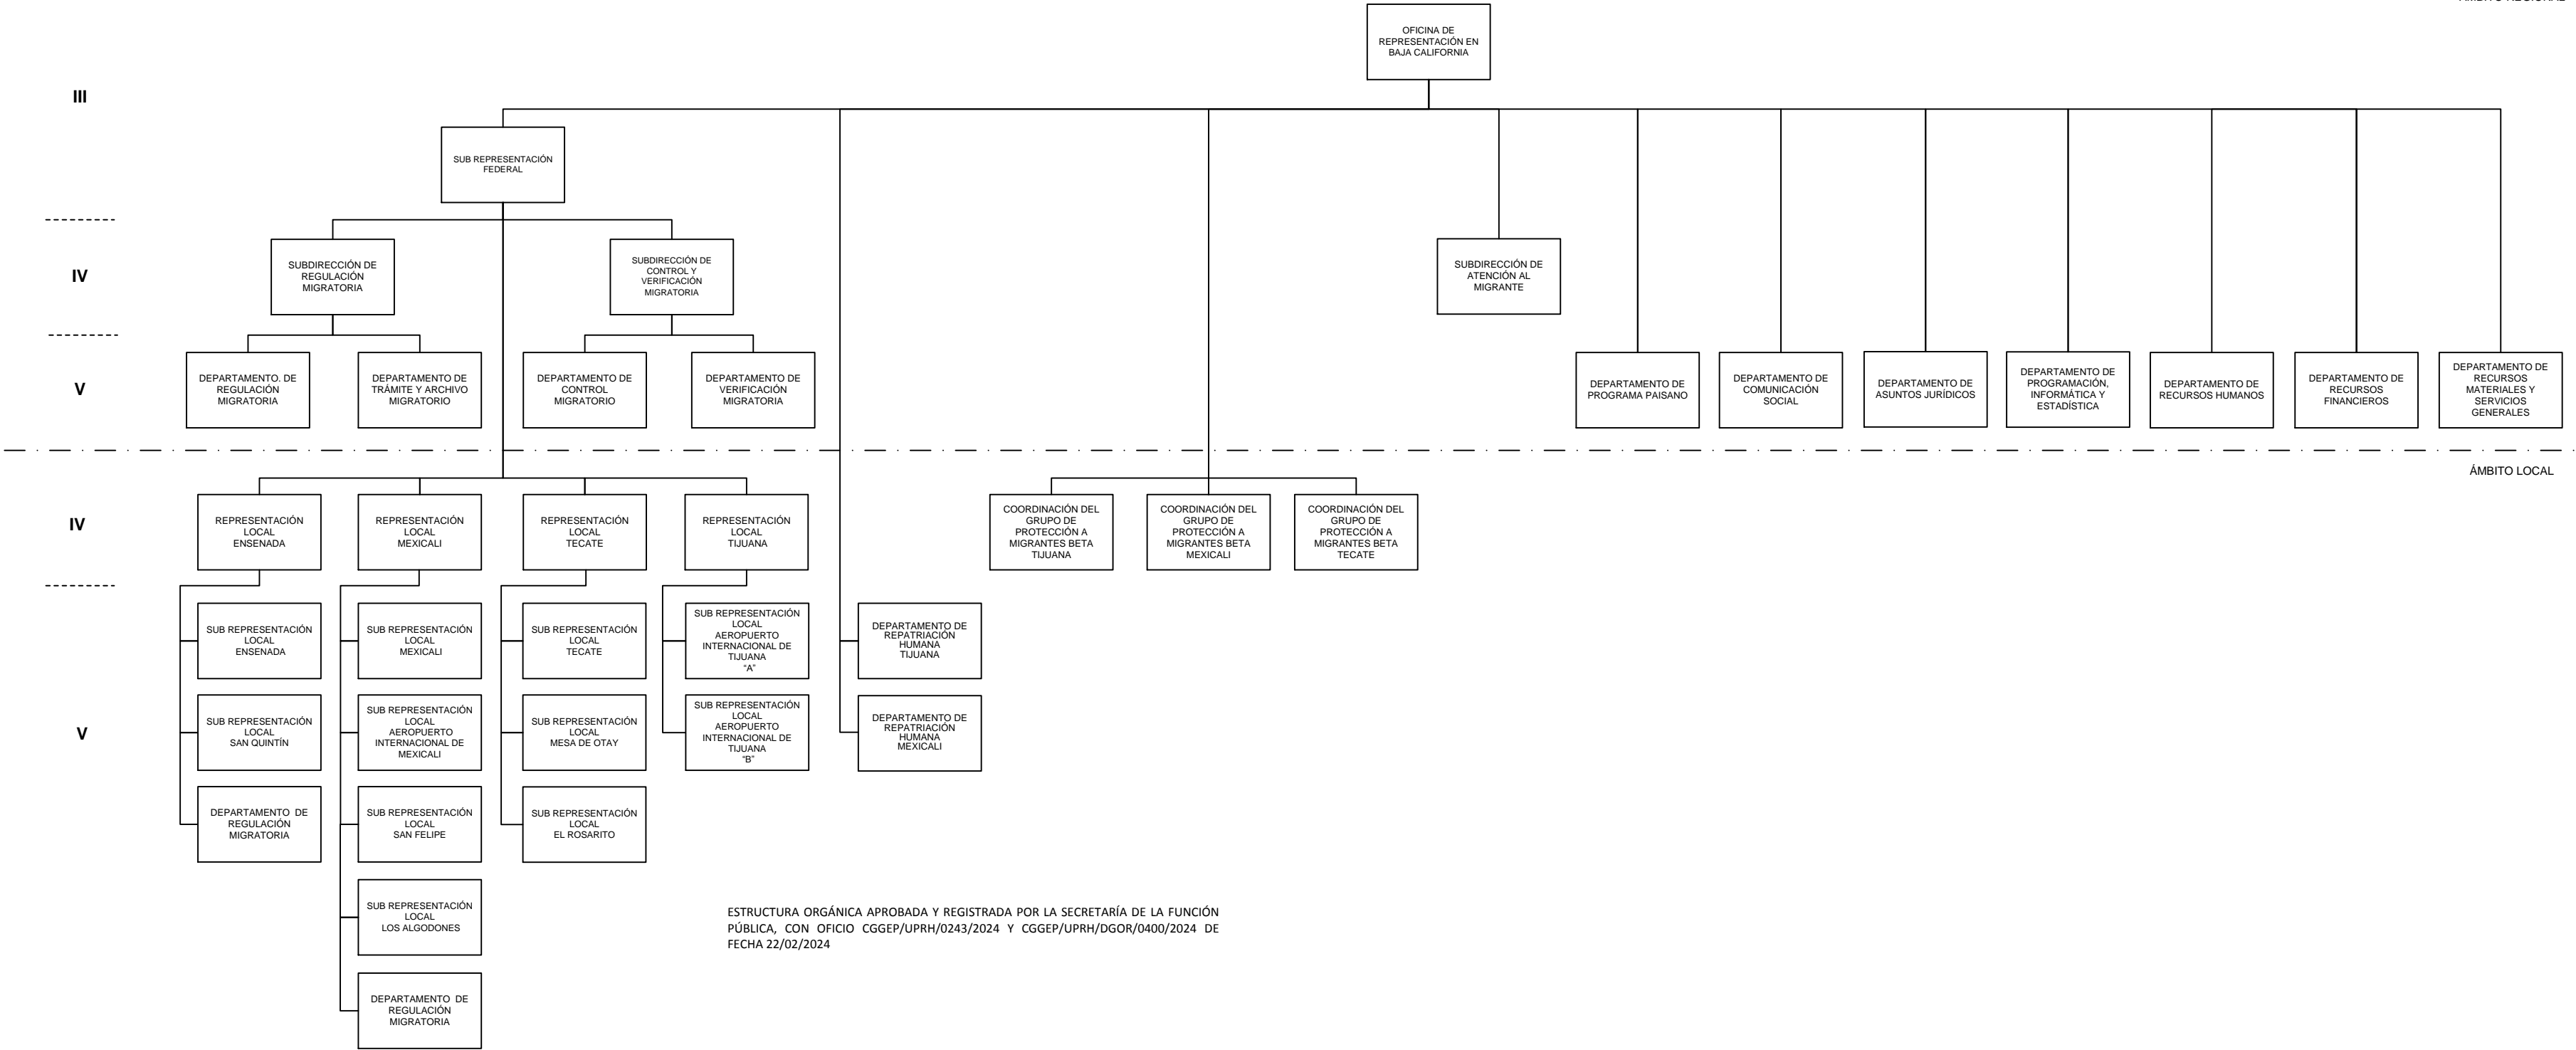 OFICINA DE
REPRESENTACIÓN EN
BAJA CALIFORNIA
III
SUB REPRESENTACIÓN
FEDERAL
IV
SUBDIRECCIÓN DE
REGULACIÓN
MIGRATORIA
SUBDIRECCIÓN DE
CONTROL Y
VERIFICACIÓN
MIGRATORIA
SUBDIRECCIÓN DE
ATENCIÓN AL
MIGRANTE
V
DEPARTAMENTO. DE
REGULACIÓN
MIGRATORIA
DEPARTAMENTO DE
TRÁMITE Y ARCHIVO
MIGRATORIO
DEPARTAMENTO DE
CONTROL
MIGRATORIO
DEPARTAMENTO DE
VERIFICACIÓN
MIGRATORIA
DEPARTAMENTO DE
PROGRAMA PAISANO
DEPARTAMENTO DE
COMUNICACIÓN
SOCIAL
DEPARTAMENTO DE
ASUNTOS JURÍDICOS
DEPARTAMENTO DE
PROGRAMACIÓN,
INFORMÁTICA Y
ESTADÍSTICA
DEPARTAMENTO DE
RECURSOS HUMANOS
DEPARTAMENTO DE
RECURSOS
FINANCIEROS
DEPARTAMENTO DE
RECURSOS
MATERIALES Y
SERVICIOS
GENERALES
ÁMBITO LOCAL
IV
REPRESENTACIÓN
LOCAL
ENSENADA
REPRESENTACIÓN
LOCAL
MEXICALI
REPRESENTACIÓN
LOCAL
TECATE
REPRESENTACIÓN
LOCAL
TIJUANA
COORDINACIÓN DEL
GRUPO DE
PROTECCIÓN A
MIGRANTES BETA
TIJUANA
COORDINACIÓN DEL
GRUPO DE
PROTECCIÓN A
MIGRANTES BETA
MEXICALI
COORDINACIÓN DEL
GRUPO DE
PROTECCIÓN A
MIGRANTES BETA
TECATE
V
SUB REPRESENTACIÓN
LOCAL
ENSENADA
SUB REPRESENTACIÓN
LOCAL
MEXICALI
SUB REPRESENTACIÓN
LOCAL
TECATE
SUB REPRESENTACIÓN
LOCAL
AEROPUERTO
INTERNACIONAL DE
TIJUANA
“A”
DEPARTAMENTO DE
REPATRIACIÓN
HUMANA
TIJUANA
SUB REPRESENTACIÓN
LOCAL
SAN QUINTÍN
SUB REPRESENTACIÓN
LOCAL
AEROPUERTO
INTERNACIONAL DE
MEXICALI
SUB REPRESENTACIÓN
LOCAL
MESA DE OTAY
SUB REPRESENTACIÓN
LOCAL
AEROPUERTO
INTERNACIONAL DE
TIJUANA
“B”
DEPARTAMENTO DE
REPATRIACIÓN
HUMANA
MEXICALI
DEPARTAMENTO DE
REGULACIÓN
MIGRATORIA
SUB REPRESENTACIÓN
LOCAL
SAN FELIPE
SUB REPRESENTACIÓN
LOCAL
EL ROSARITO
SUB REPRESENTACIÓN
LOCAL
LOS ALGODONES
DEPARTAMENTO DE
REGULACIÓN
MIGRATORIA
ESTRUCTURA ORGÁNICA APROBADA Y REGISTRADA POR LA SECRETARÍA DE LA FUNCIÓN
PÚBLICA, CON OFICIO CGGEP/UPRH/0243/2024 Y CGGEP/UPRH/DGOR/0400/2024 DE
FECHA 22/02/2024